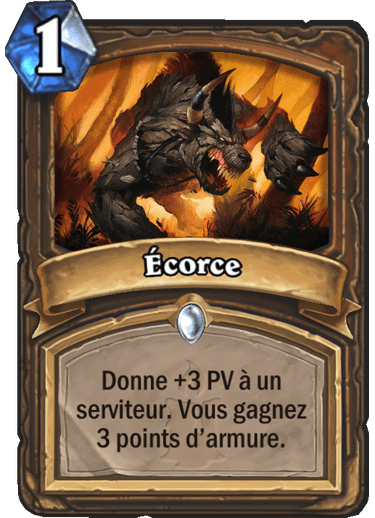 1
Écorce
Donne +3 PV à un
serviteur. Vous gagnez
3 points d’armure.